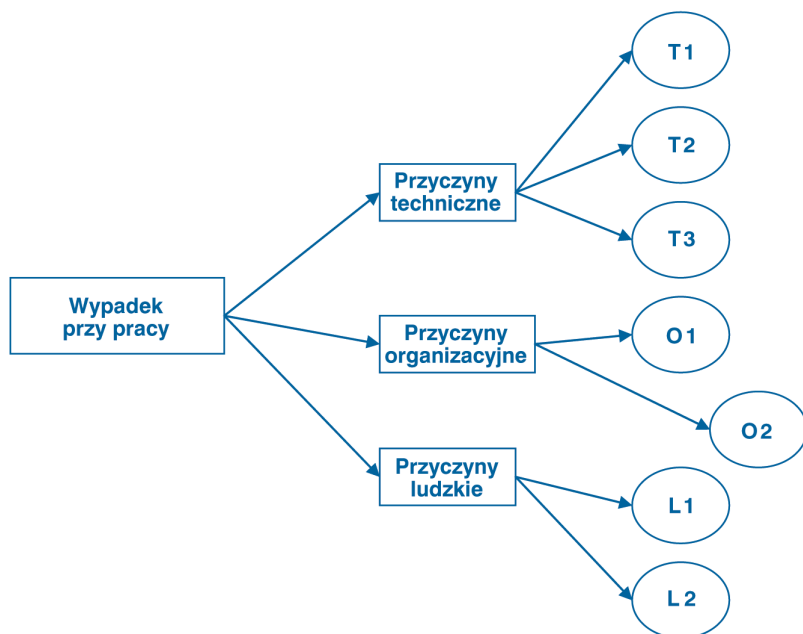 T1
T2
Przyczyny
techniczne
T3
Wypadek
przy pracy
Przyczyny
organizacyjne
O1
O2
Przyczyny
ludzkie
L1
L2